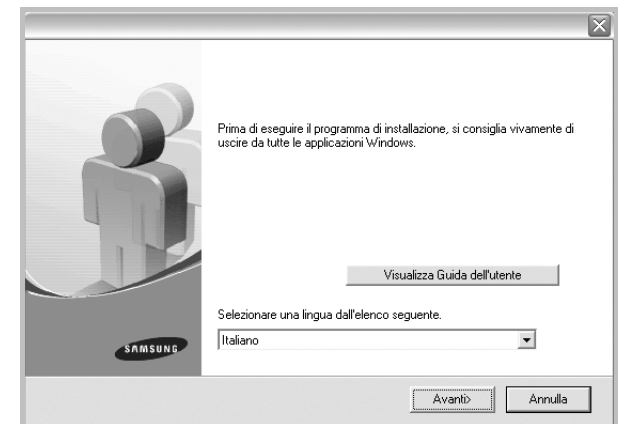 Prima di eseguire il programma di installazione, si consiglia vivamente di
uscire da tutte le applicazioni Windows.
Visualizza Guida dell'utente
Selezionare una lingua dall'elenco seguente.
Italiano
SAMSUNG
Avanti>
Annulla